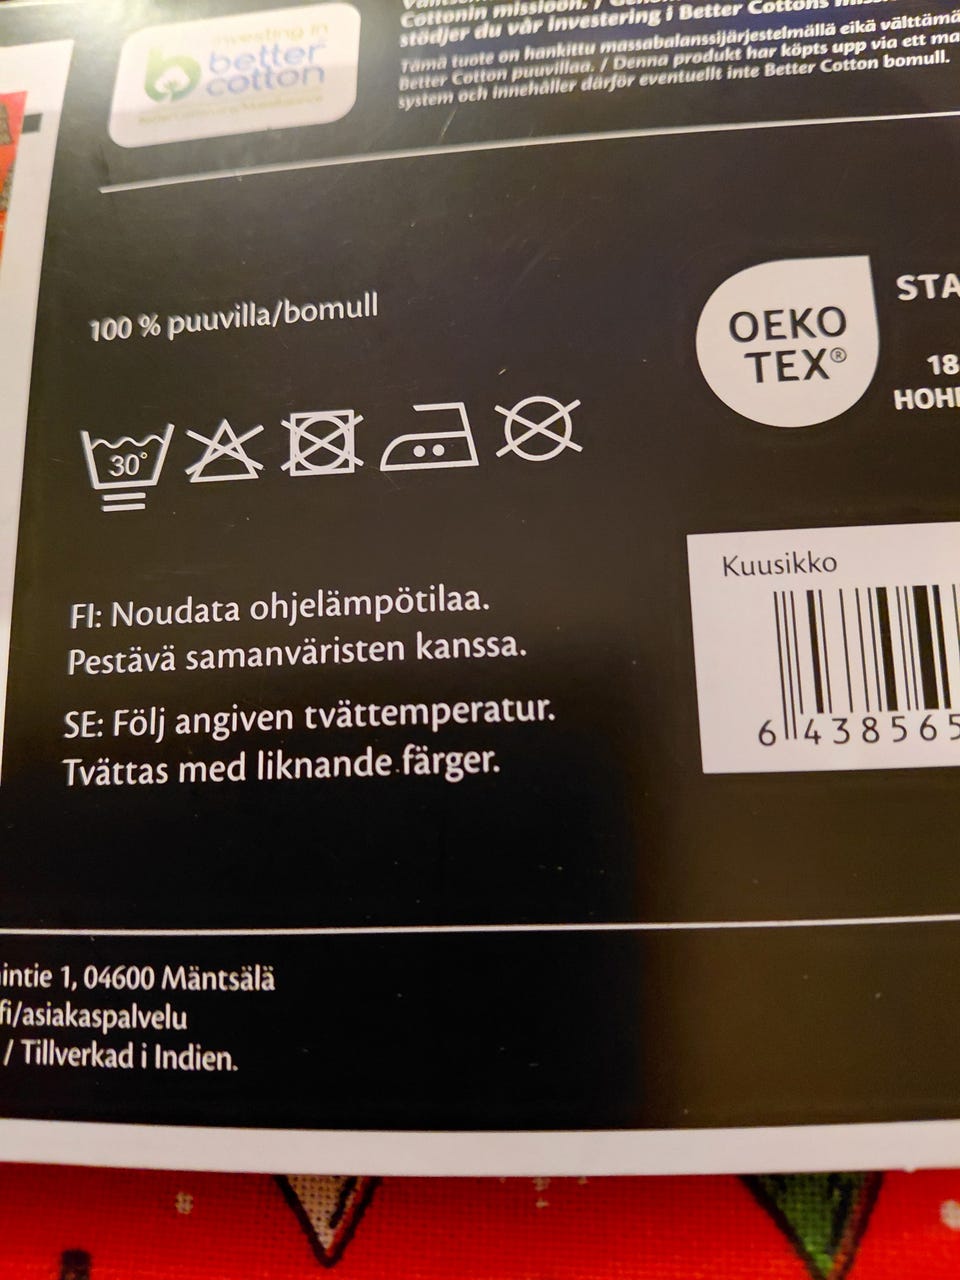 investing in
better
cotton
Cottonin missioon. /
stödjer du vår investering i Better Cottons
Tämä tuote on hankittu massabalanssijärjestelmällä eikä välttämä
Better Cotton puuvillaa. / Denna produkt har köpts upp via ett ma
system och innehåller därför eventuellt inte Better Cotton bomull.
100 % puuvilla/bomull
30°
OEKO
TEX®
STA
18
HOHE
Kuusikko
6 438565
FI: Noudata ohjelämpötilaa.
Pestävä samanväristen kanssa.
SE: Följ angiven tvättemperatur.
Tvättas med liknande färger.
intie 1, 04600 Mäntsälä
fi/asiakaspalvelu
/ Tillverkad i Indien.